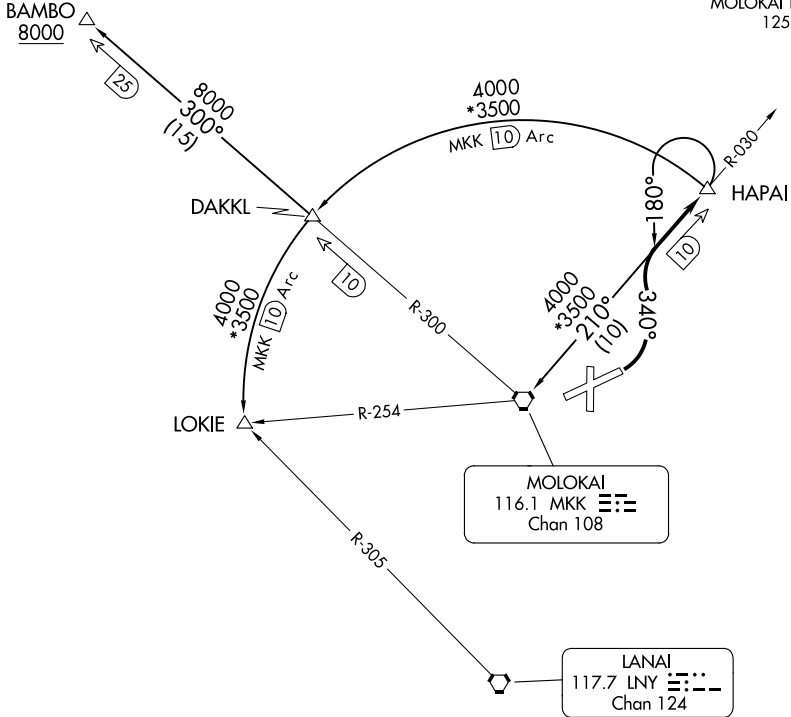 BAMBO
8000
25
8000
300°
(15)
4000
*3500
MKK 10 Arc
MOLOKAI
125
R-030
HAPAI
180°
10
DAKKL
10
4000
*3500
MKK 10 Arc
R-300
4000
*3500
210°
(10)
340°
R-254
LOKIE
MOLOKAI
116.1 MKK
Chan 108
R-305
LANAI
117.7 LNY
Chan 124